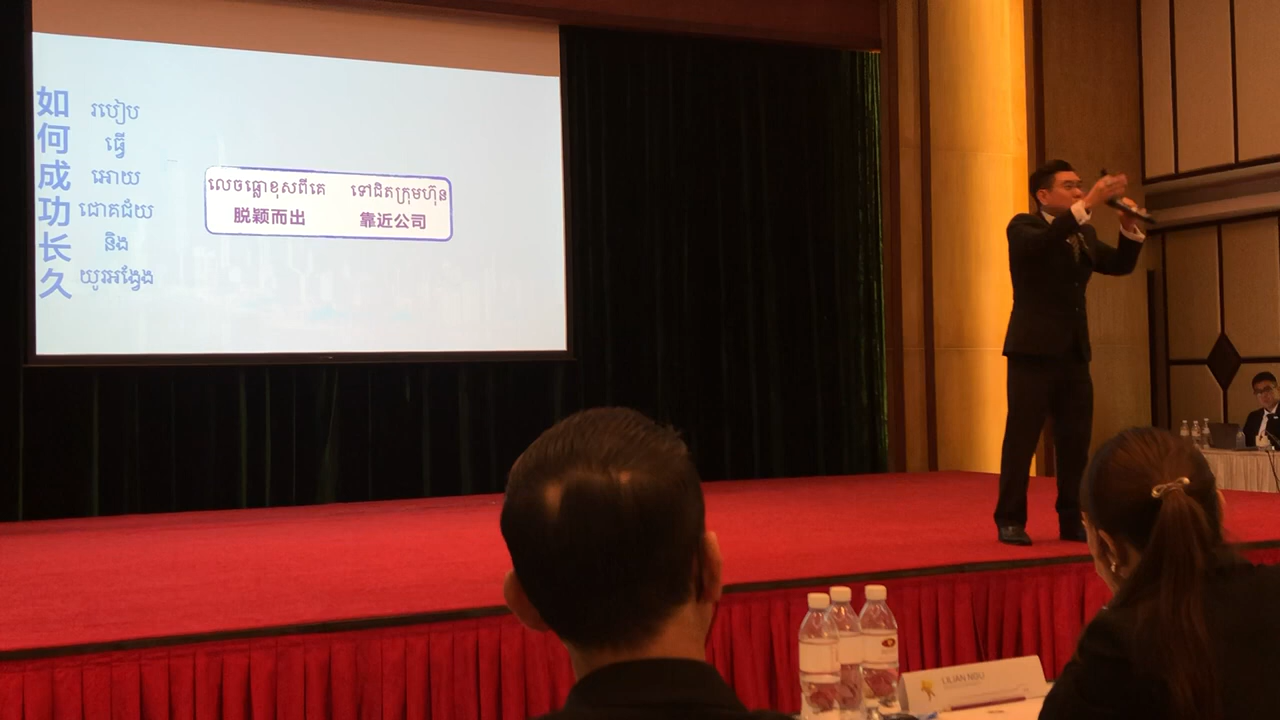 如何成功长久
របៀប
ធ្វើ
អោយ
ជោគជ័យ
និង
យូរអង្វែង
លេចធ្លោខុសពីគេ ទៅជិតក្រុមហ៊ុន
脱颖而出 靠近公司
LILIAN NGU